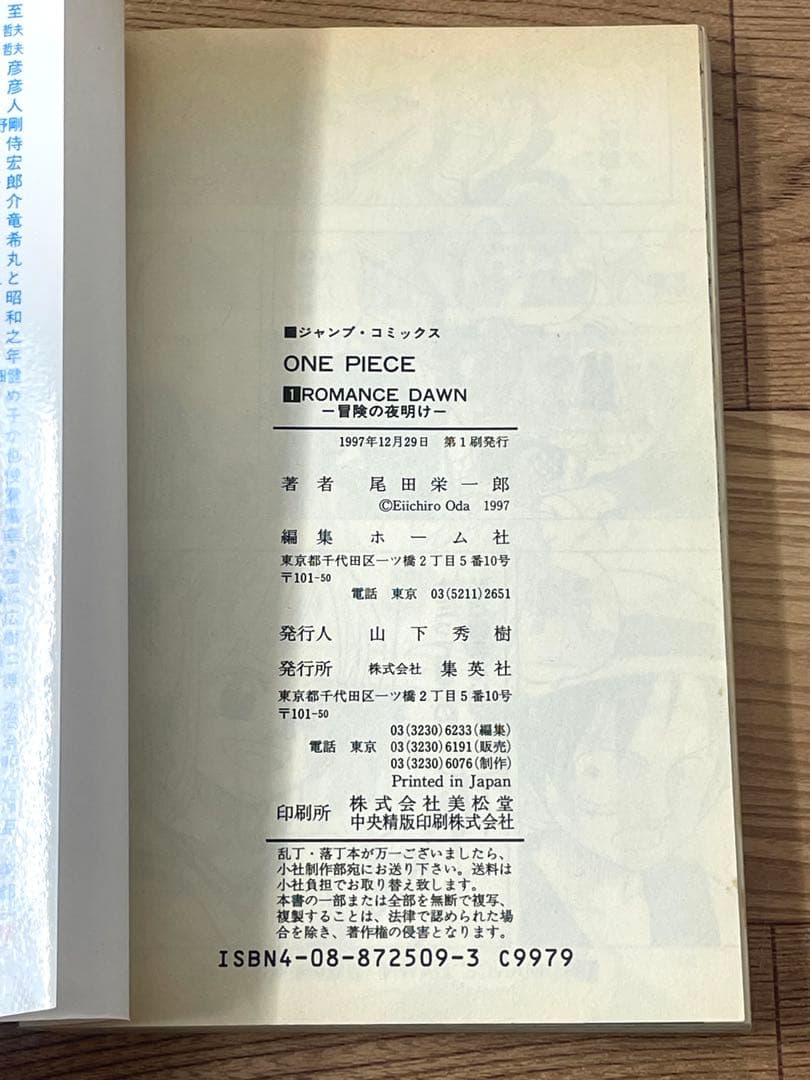 ■ジャンプ・コミックス
ONE PIECE
1 ROMANCE DAWN
―冒険の夜明け―
1997年12月29日 第1刷発行
著者 尾田栄一郎
©Eiichiro Oda 1997
編集 ホーム社
東京都千代田区一ツ橋2丁目5番10号
〒101-50
電話 東京 03(5211)2651
発行人 山下秀樹
発行所 株式会社 集英社
東京都千代田区一ツ橋2丁目5番10号
〒101-50
03(3230)6233(編集)
電話 東京 03(3230)6191(販売)
03(3230)6076(制作)
Printed in Japan
印刷所 株式会社美松堂
中央精版印刷株式会社
乱丁・落丁本が万一ございましたら、
小社制作部宛にお送り下さい。送料は
小社負担でお取り替え致します。
本書の一部または全部を無断で複写、
複製することは、法律で認められた場
合を除き、著作権の侵害となります。
ISBN4-08-872509-3 C9979